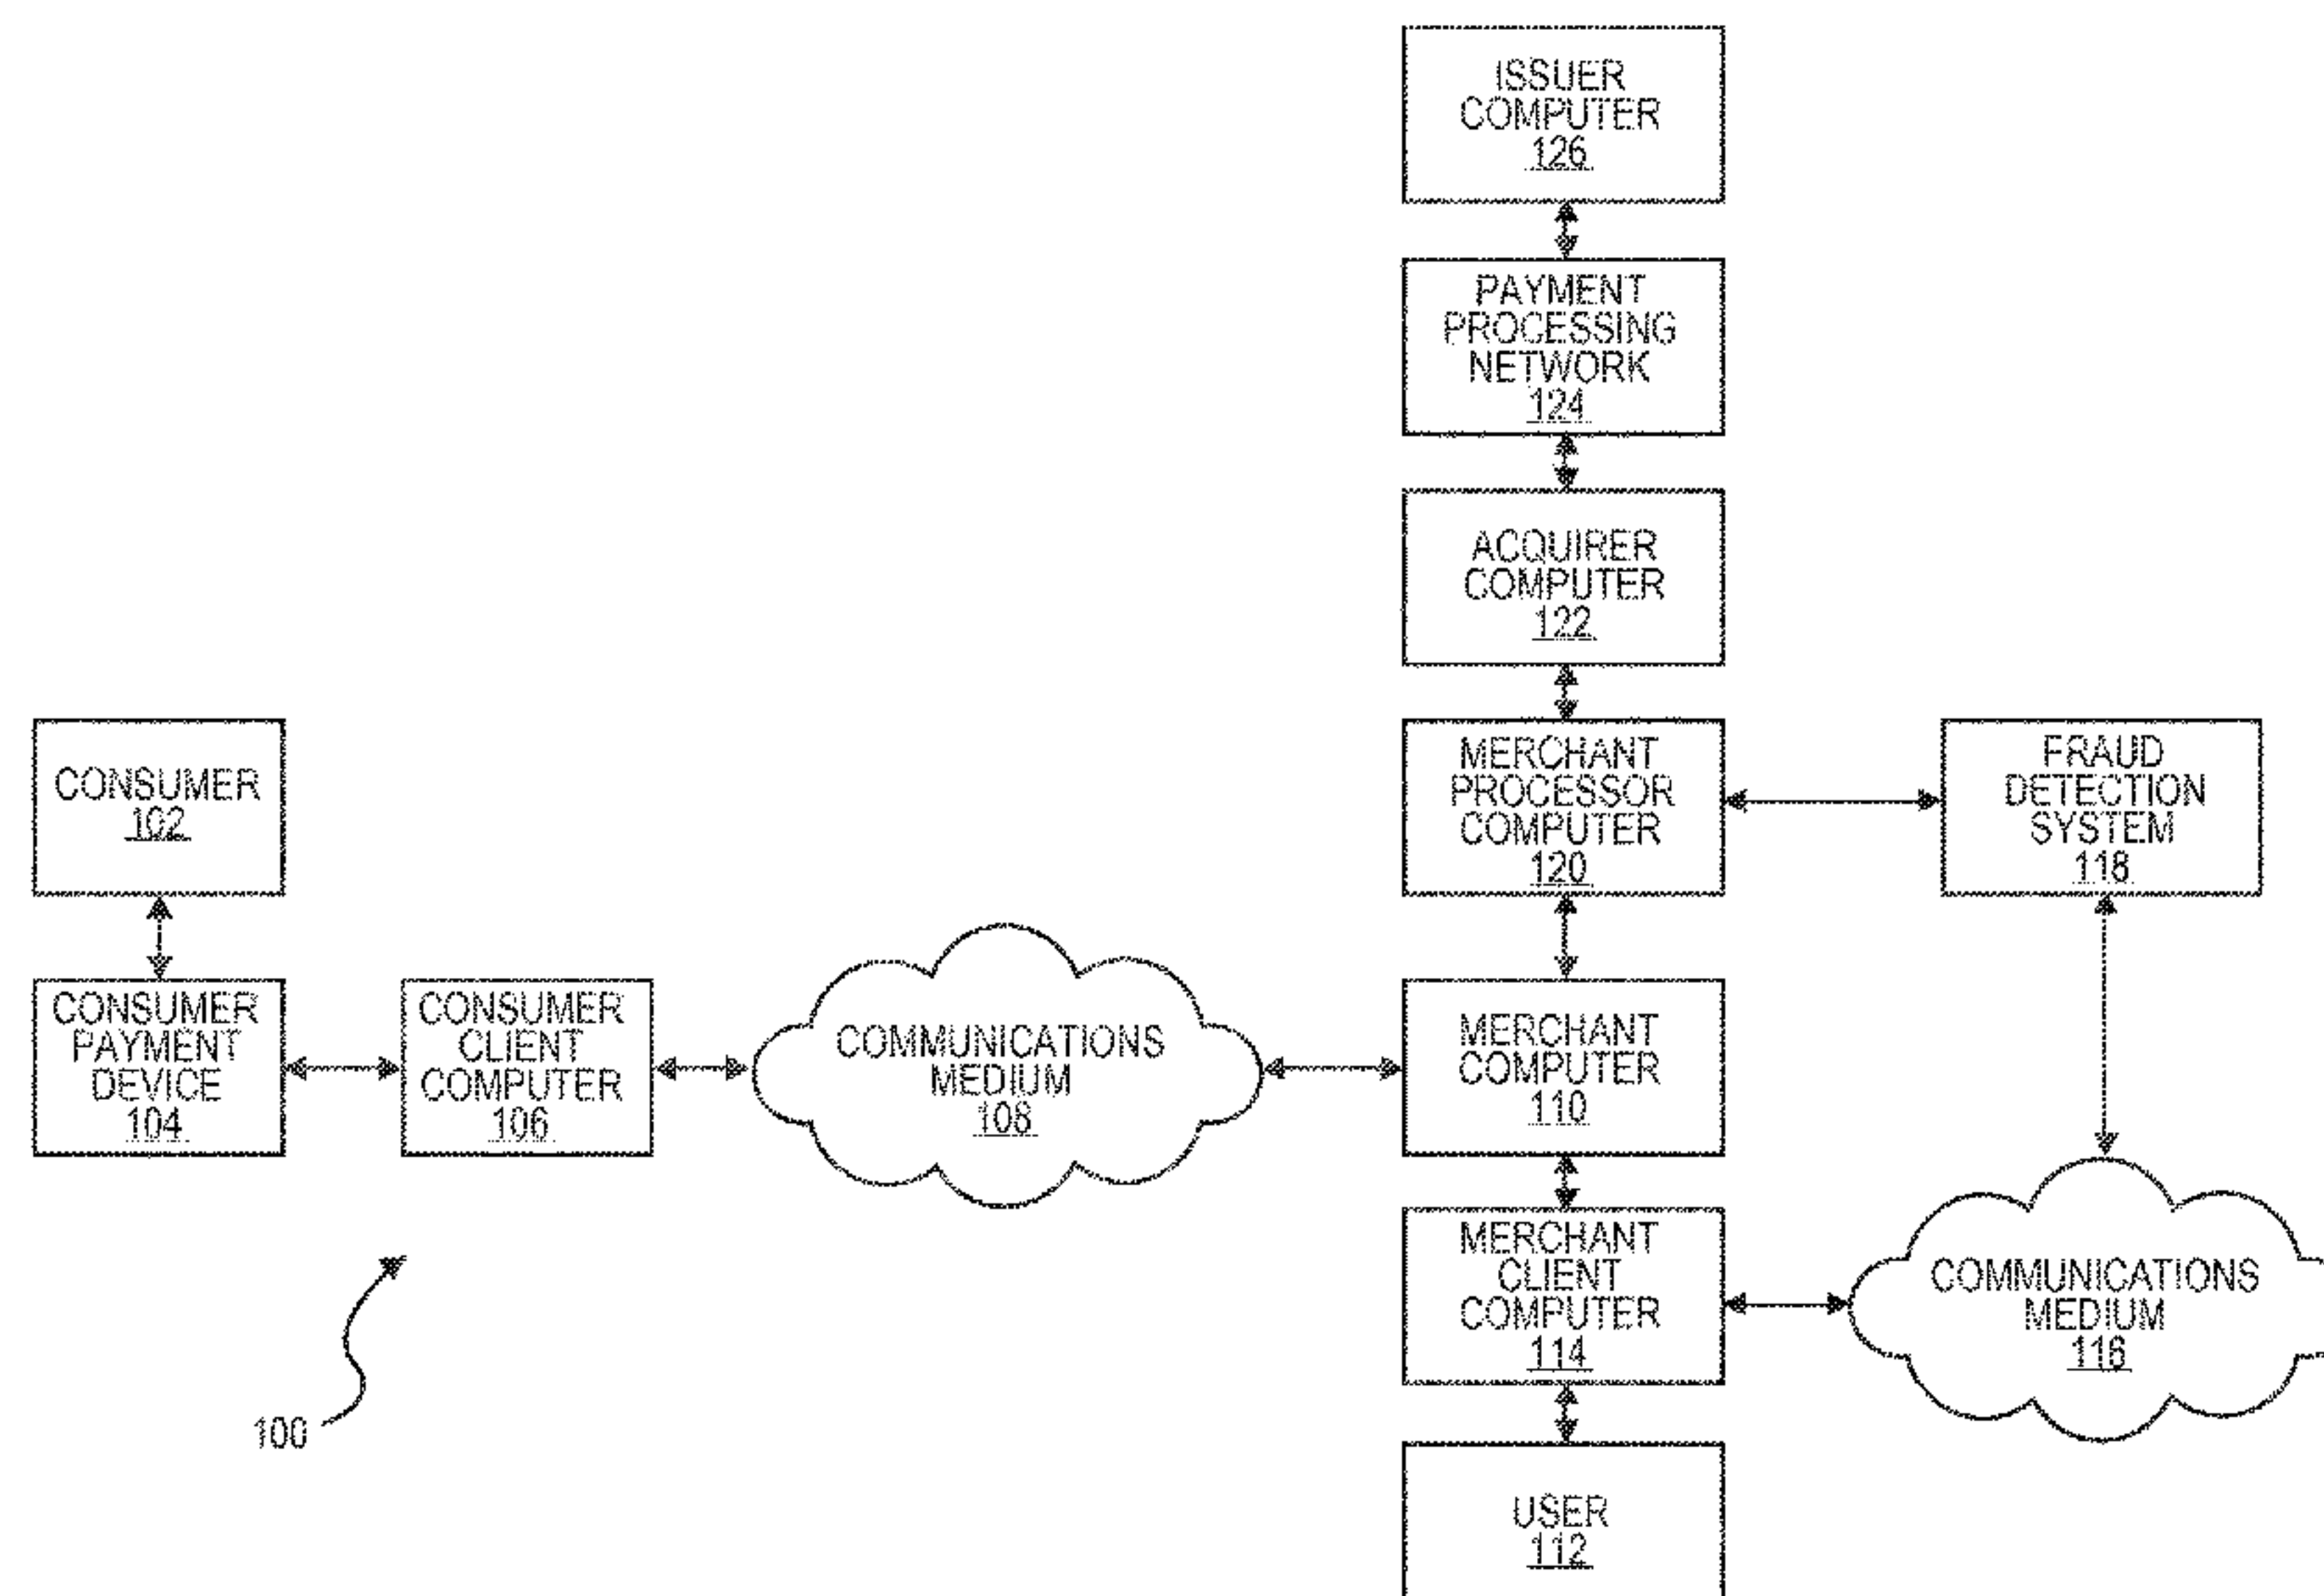 ISSUER
COMPUTER
126
PAYMENT
PROCESSING
NETWORK
124
ACQUIRER
COMPUTER
122
CONSUMER
102
MERCHANT
PROCESSOR
COMPUTER
120
FRAUD
DETECTION
SYSTEM
118
CONSUMER
PAYMENT
DEVICE
104
CONSUMER
CLIENT
COMPUTER
106
COMMUNICATIONS
MEDIUM
108
MERCHANT
COMPUTER
110
MERCHANT
CLIENT
COMPUTER
114
COMMUNICATIONS
MEDIUM
116
100
USER
112